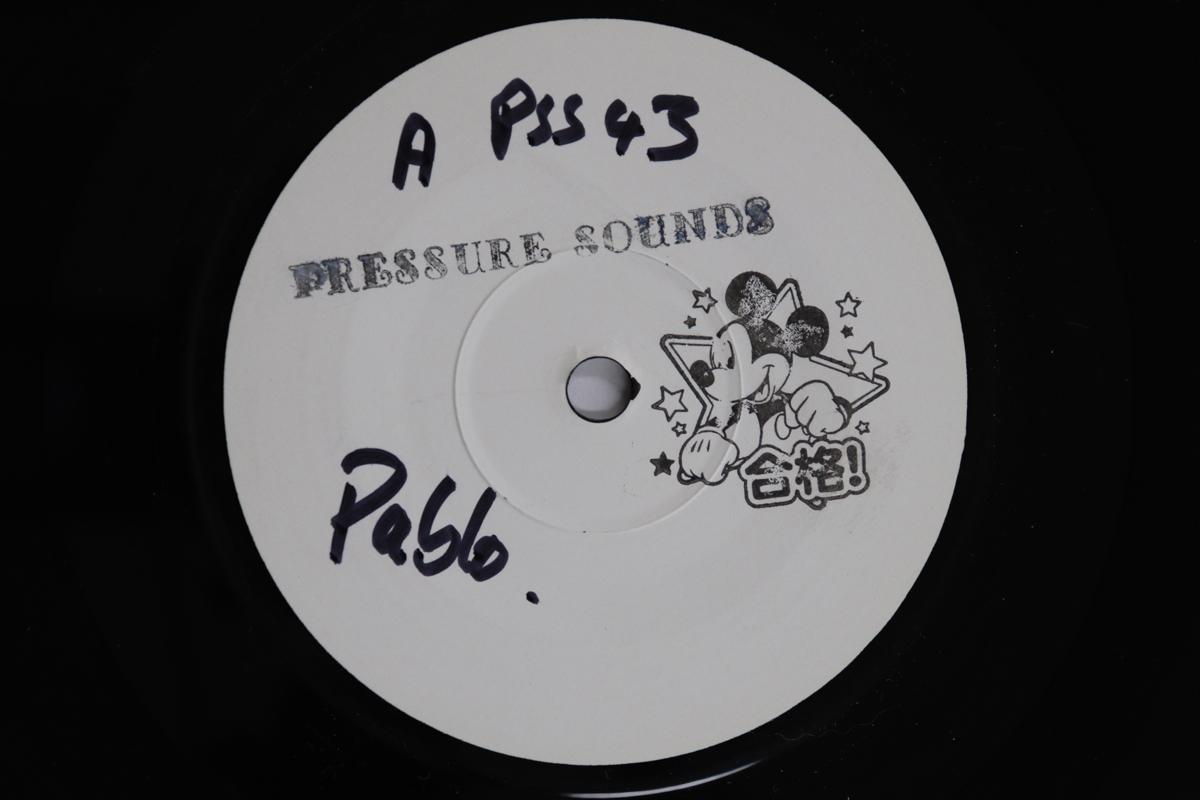 A PSS 43
PRESSURE SOUNDS
合格!
Pablo.